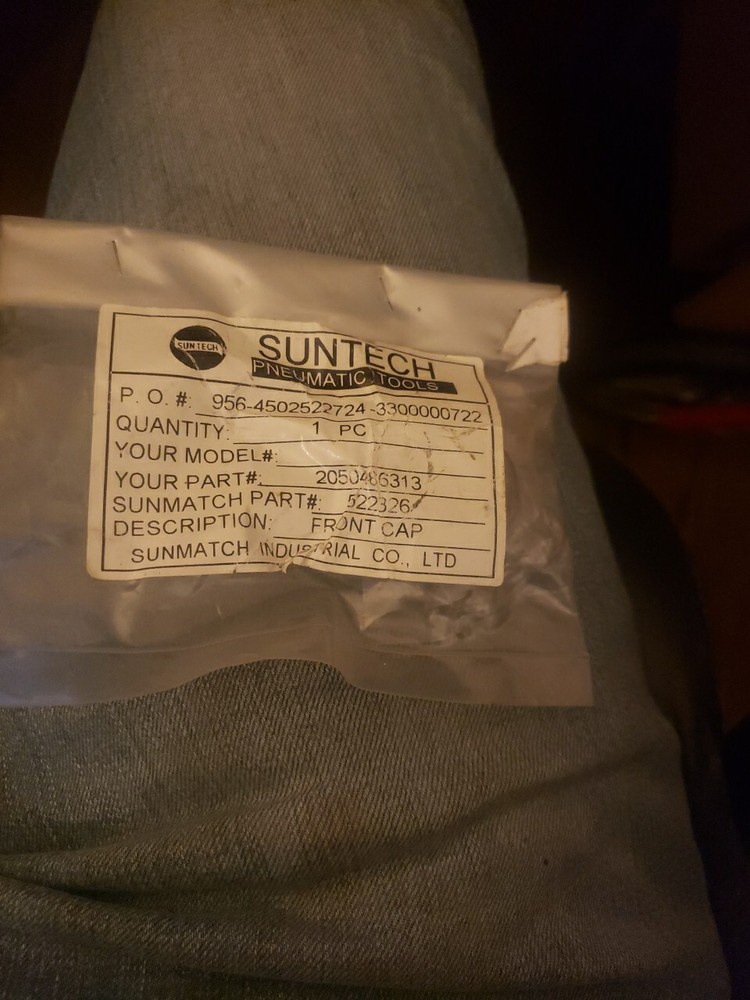 SUNTECH
SUNTECH
PNEUMATIC TOOLS
P. O. #: 956-4502522724-3300000722
QUANTITY: 1 PC
YOUR MODEL#:
YOUR PART#: 2050486313
SUNMATCH PART#: 522326
DESCRIPTION: FRONT CAP
SUNMATCH INDUSTRIAL CO., LTD